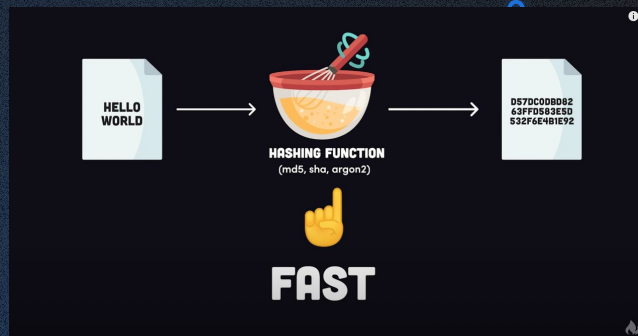 HELLO
WORLD
HASHING FUNCTION
(md5, sha, argon2)
D57DC0DBD82
63FFD583E5D
532F6E4B1E92
FAST